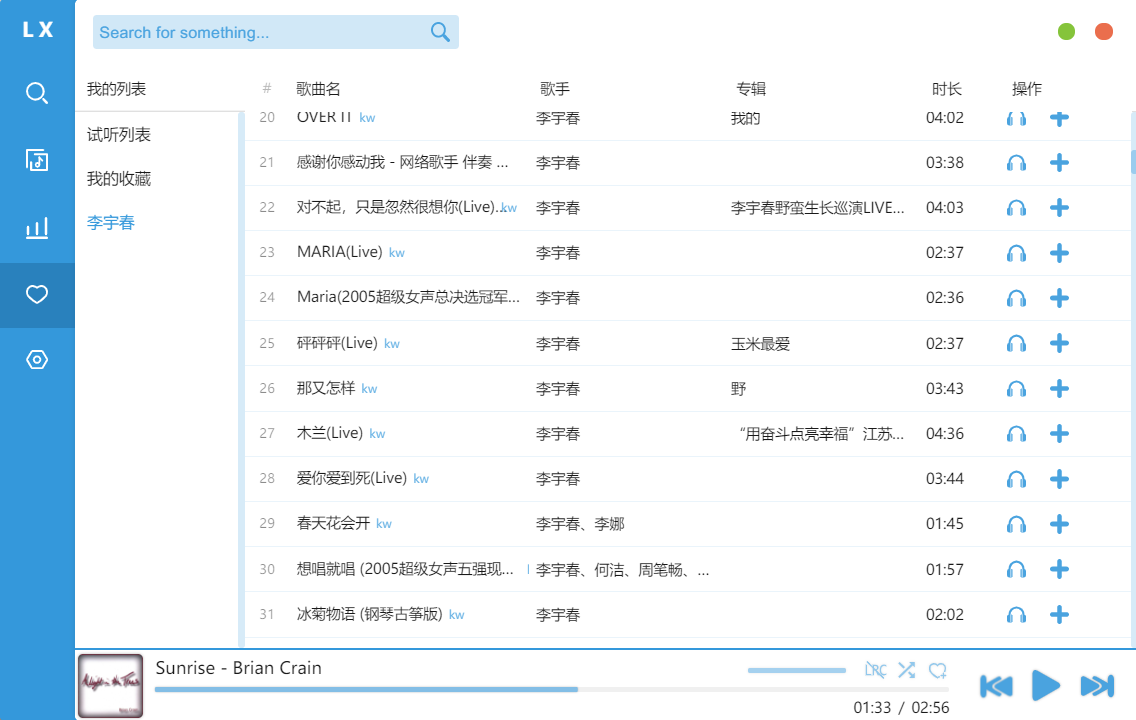 LX
Search for something...
我的列表
试听列表
我的收藏
李宇春
# 歌曲名 歌手 专辑 时长 操作
20 OVER IT kw 李宇春 我的 04:02
21 感谢你感动我 - 网络歌手 伴奏 ... 李宇春 03:38
22 对不起，只是忽然很想你(Live)... kw 李宇春 李宇春野蛮生长巡演LIVE... 04:03
23 MARIA(Live) kw 李宇春 02:37
24 Maria(2005超级女声总决选冠军... 李宇春 02:36
25 砰砰砰(Live) kw 李宇春 玉米最爱 02:37
26 那又怎样 kw 李宇春 野 03:43
27 木兰(Live) kw 李宇春 “用奋斗点亮幸福”江苏... 04:36
28 爱你爱到死(Live) kw 李宇春 03:44
29 春天花会开 kw 李宇春、李娜 01:45
30 想唱就唱 (2005超级女声五强现... 李宇春、何洁、周笔畅、... 01:57
31 冰菊物语 (钢琴古筝版) kw 李宇春 02:02
Sunrise - Brian Crain
LRC
01:33 / 02:56